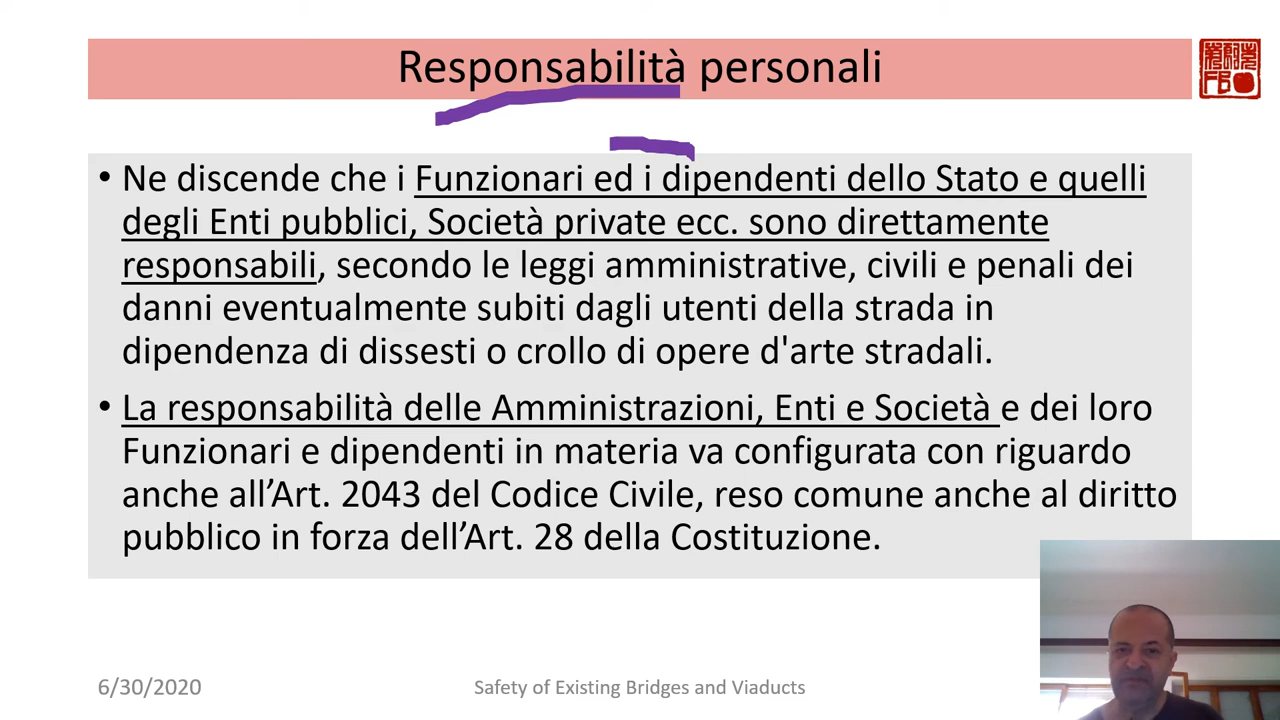 Responsabilità personali
• Ne discende che i Funzionari ed i dipendenti dello Stato e quelli
degli Enti pubblici, Società private ecc. sono direttamente
responsabili, secondo le leggi amministrative, civili e penali dei
danni eventualmente subiti dagli utenti della strada in
dipendenza di dissesti o crollo di opere d'arte stradali.
• La responsabilità delle Amministrazioni, Enti e Società e dei loro
Funzionari e dipendenti in materia va configurata con riguardo
anche all’Art. 2043 del Codice Civile, reso comune anche al diritto
pubblico in forza dell’Art. 28 della Costituzione.
6/30/2020
Safety of Existing Bridges and Viaducts